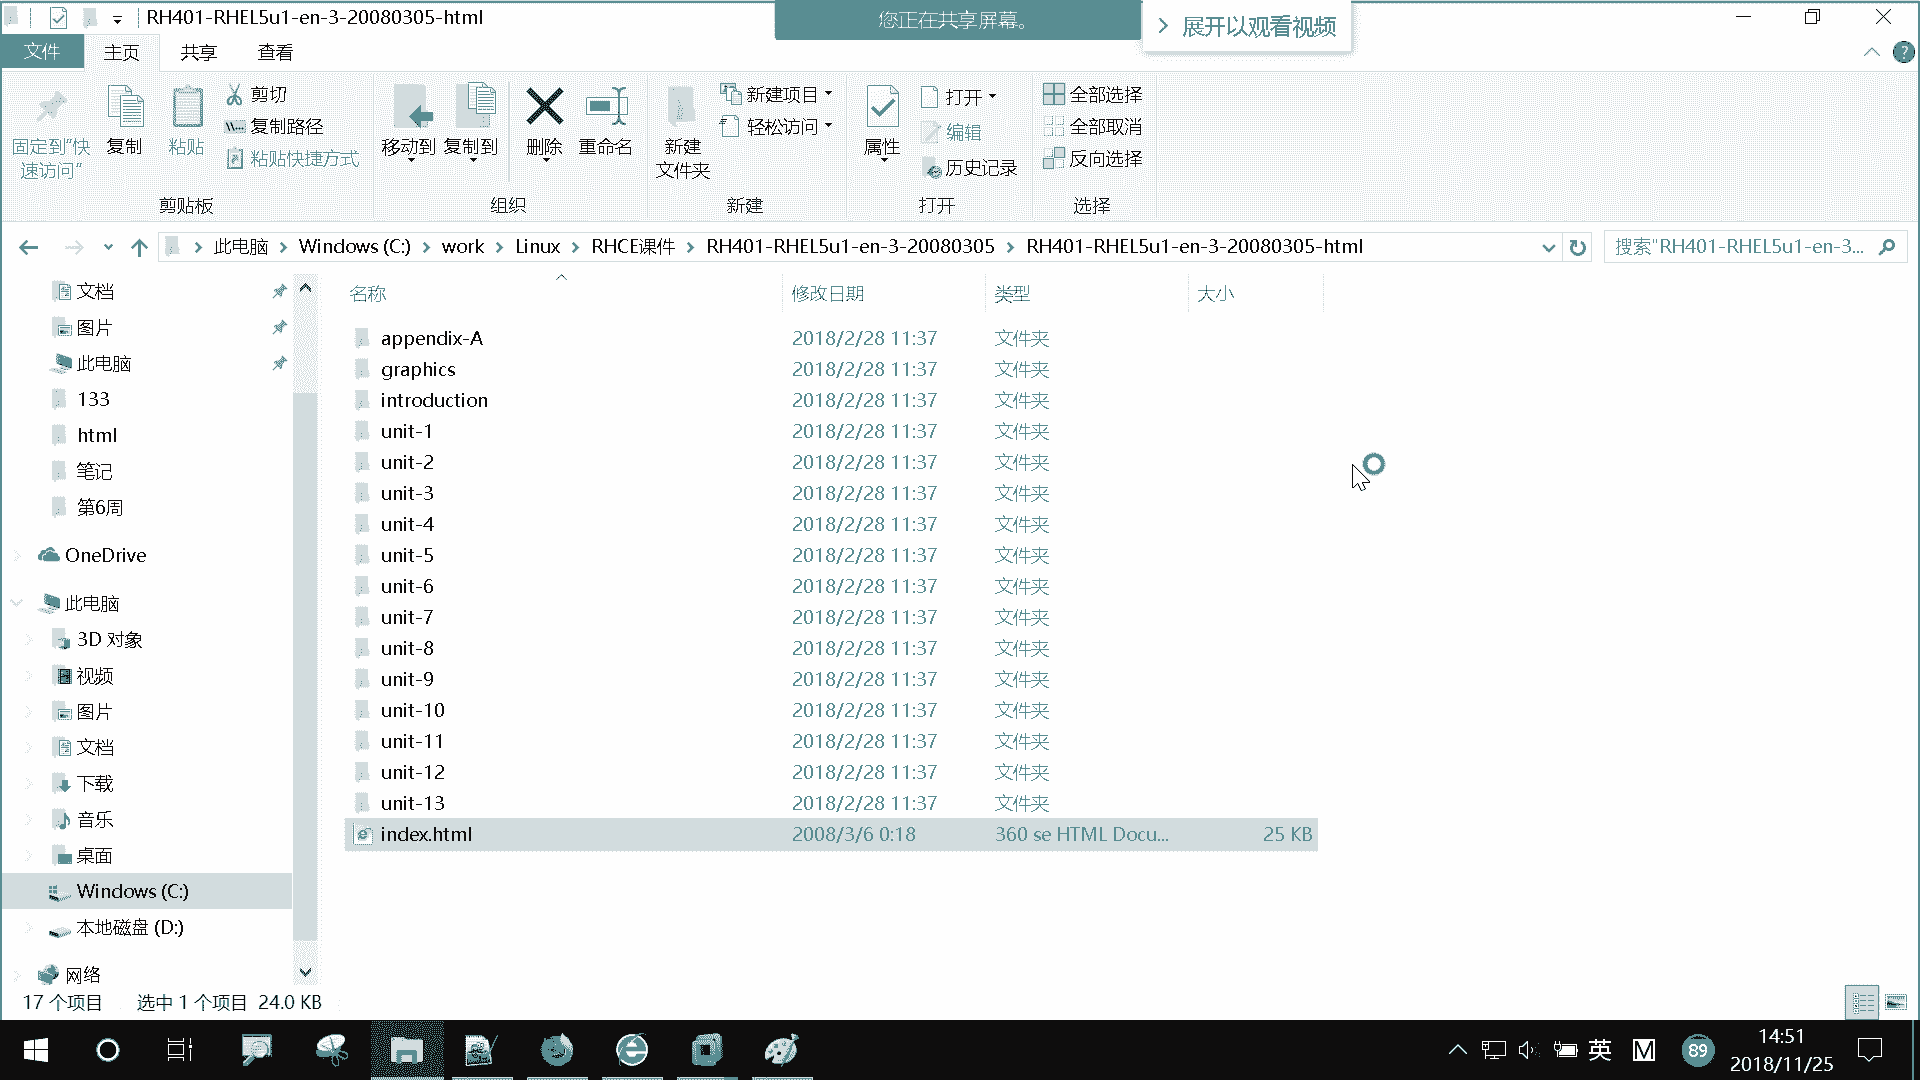 RH401-RHEL5u1-en-3-20080305-html
您正在共享屏幕。
展开以观看视频
文件 主页 共享 查看
固定到"快速访问"
复制
粘贴
剪切
复制路径
粘贴快捷方式
剪贴板
移动到
复制到
删除
重命名
组织
新建文件夹
新建项目
轻松访问
新建
属性
打开
编辑
历史记录
打开
全部选择
全部取消
反向选择
选择
此电脑 Windows (C:) work Linux RHCE课件 RH401-RHEL5u1-en-3-20080305 RH401-RHEL5u1-en-3-20080305-html
搜索"RH401-RHEL5u1-en-3...
文档
图片
此电脑
133
html
笔记
第6周
OneDrive
此电脑
3D 对象
视频
图片
文档
下载
音乐
桌面
Windows (C:)
本地磁盘 (D:)
网络
名称 修改日期 类型 大小
appendix-A 2018/2/28 11:37 文件夹
graphics 2018/2/28 11:37 文件夹
introduction 2018/2/28 11:37 文件夹
unit-1 2018/2/28 11:37 文件夹
unit-2 2018/2/28 11:37 文件夹
unit-3 2018/2/28 11:37 文件夹
unit-4 2018/2/28 11:37 文件夹
unit-5 2018/2/28 11:37 文件夹
unit-6 2018/2/28 11:37 文件夹
unit-7 2018/2/28 11:37 文件夹
unit-8 2018/2/28 11:37 文件夹
unit-9 2018/2/28 11:37 文件夹
unit-10 2018/2/28 11:37 文件夹
unit-11 2018/2/28 11:37 文件夹
unit-12 2018/2/28 11:37 文件夹
unit-13 2018/2/28 11:37 文件夹
index.html 2008/3/6 0:18 360 se HTML Docu... 25 KB
17 个项目 选中 1 个项目 24.0 KB
英 M 89
14:51
2018/11/25